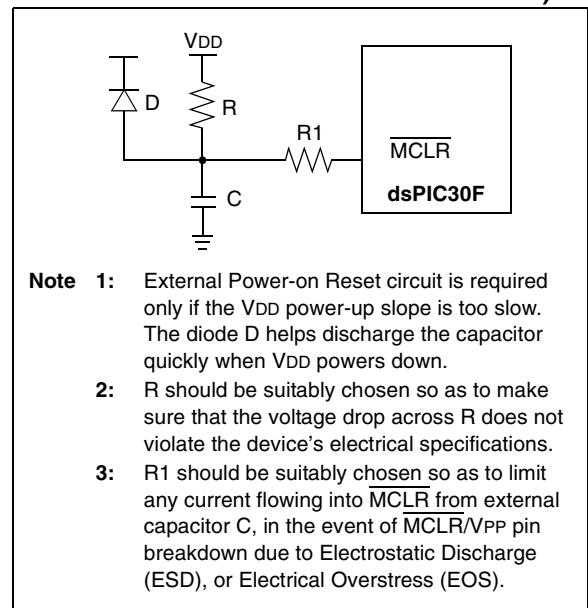 VDD
D
R
R1
C
MCLR
dsPIC30F
Note 1: External Power-on Reset circuit is required
only if the VDD power-up slope is too slow.
The diode D helps discharge the capacitor
quickly when VDD powers down.
2: R should be suitably chosen so as to make
sure that the voltage drop across R does not
violate the device's electrical specifications.
3: R1 should be suitably chosen so as to limit
any current flowing into MCLR from external
capacitor C, in the event of MCLR/VPP pin
breakdown due to Electrostatic Discharge
(ESD), or Electrical Overstress (EOS).